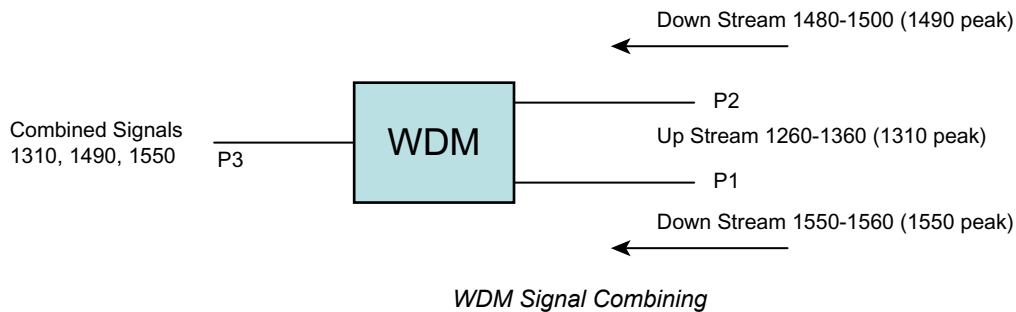 Down Stream 1480-1500 (1490 peak)
P2
Combined Signals
1310, 1490, 1550
P3
WDM
Up Stream 1260-1360 (1310 peak)
P1
Down Stream 1550-1560 (1550 peak)
WDM Signal Combining